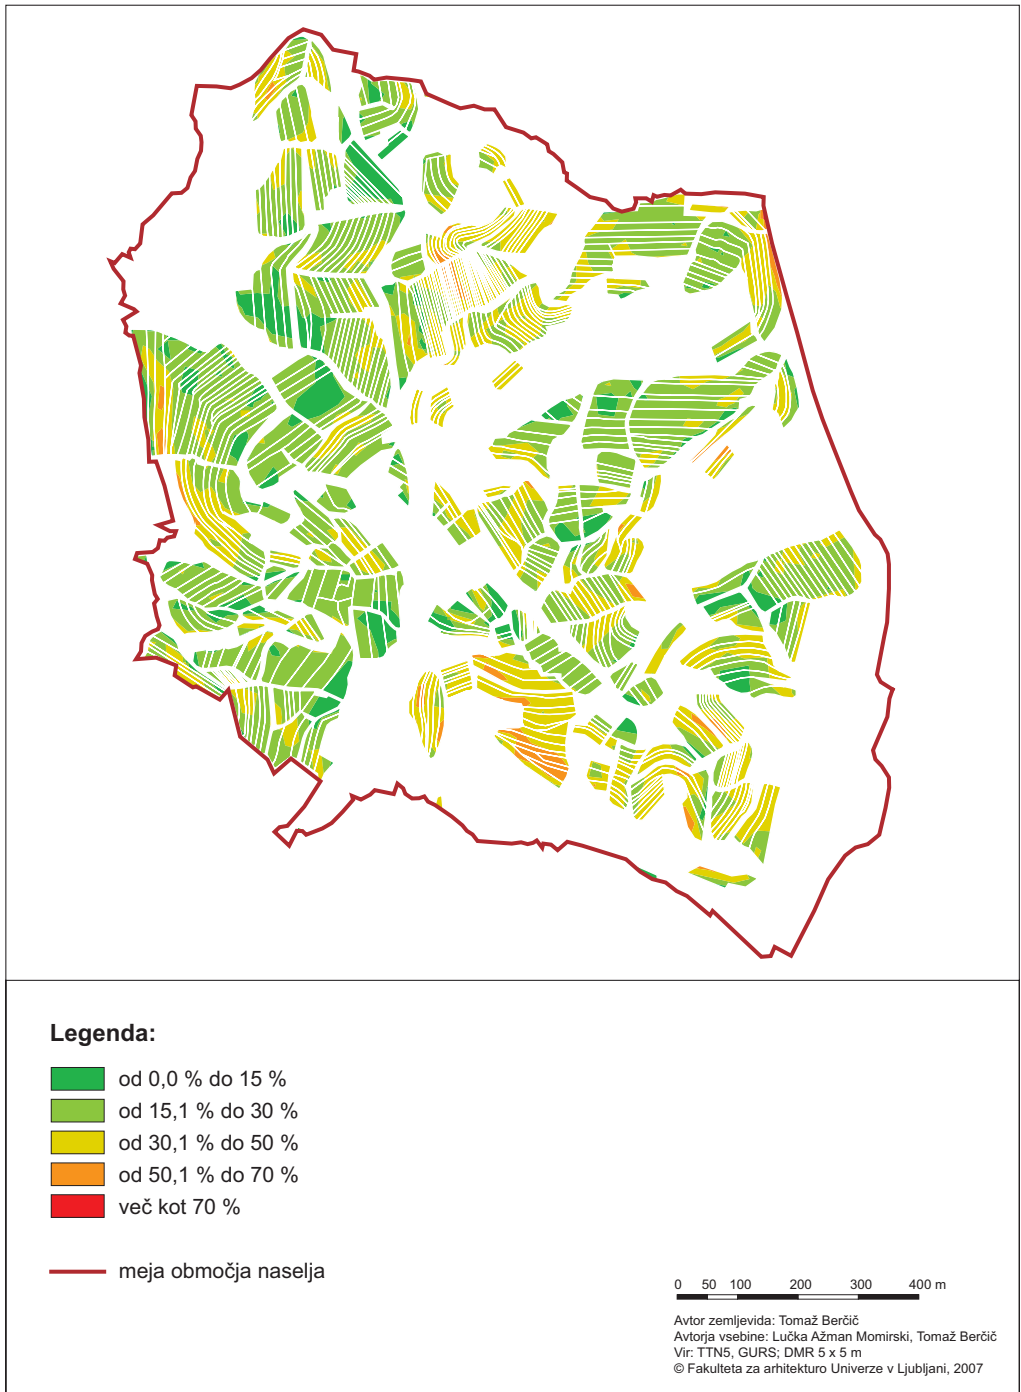 Legenda:
od 0,0 % do 15 %
od 15,1 % do 30 %
od 30,1 % do 50 %
od 50,1 % do 70 %
več kot 70 %
meja območja naselja
0 50 100 200 300 400 m
Avtor zemljevida: Tomaž Berčič
Avtorja vsebine: Lučka Ažman Momirski, Tomaž Berčič
Vir: TTN5, GURS; DMR 5 x 5 m
© Fakulteta za arhitekturo Univerze v Ljubljani, 2007